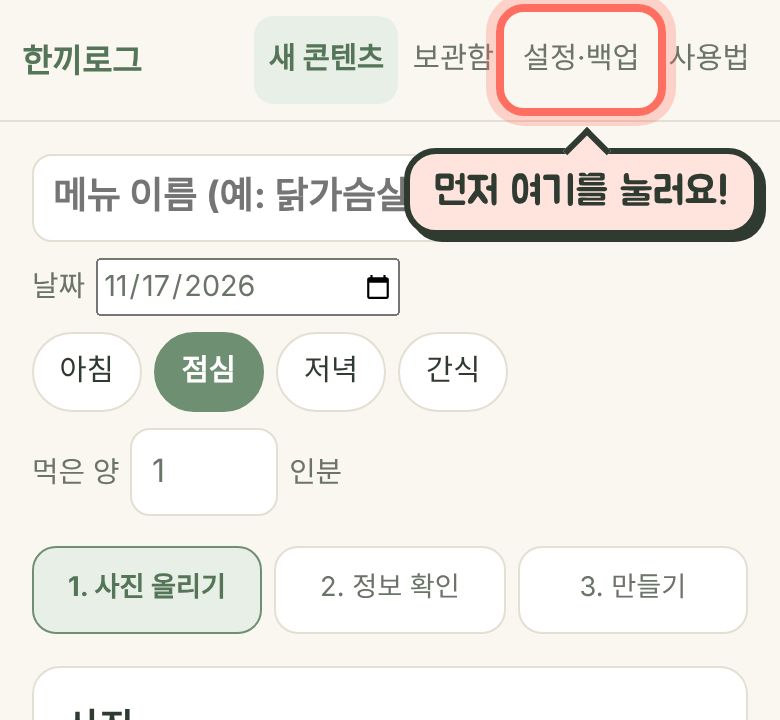 한끼로그 새 콘텐츠 보관함 설정·백업 사용법
메뉴 이름 (예: 닭가슴살
먼저 여기를 눌러요!
날짜 11/17/2026
아침 점심 저녁 간식
먹은 양 1 인분
1. 사진 올리기 2. 정보 확인 3. 만들기